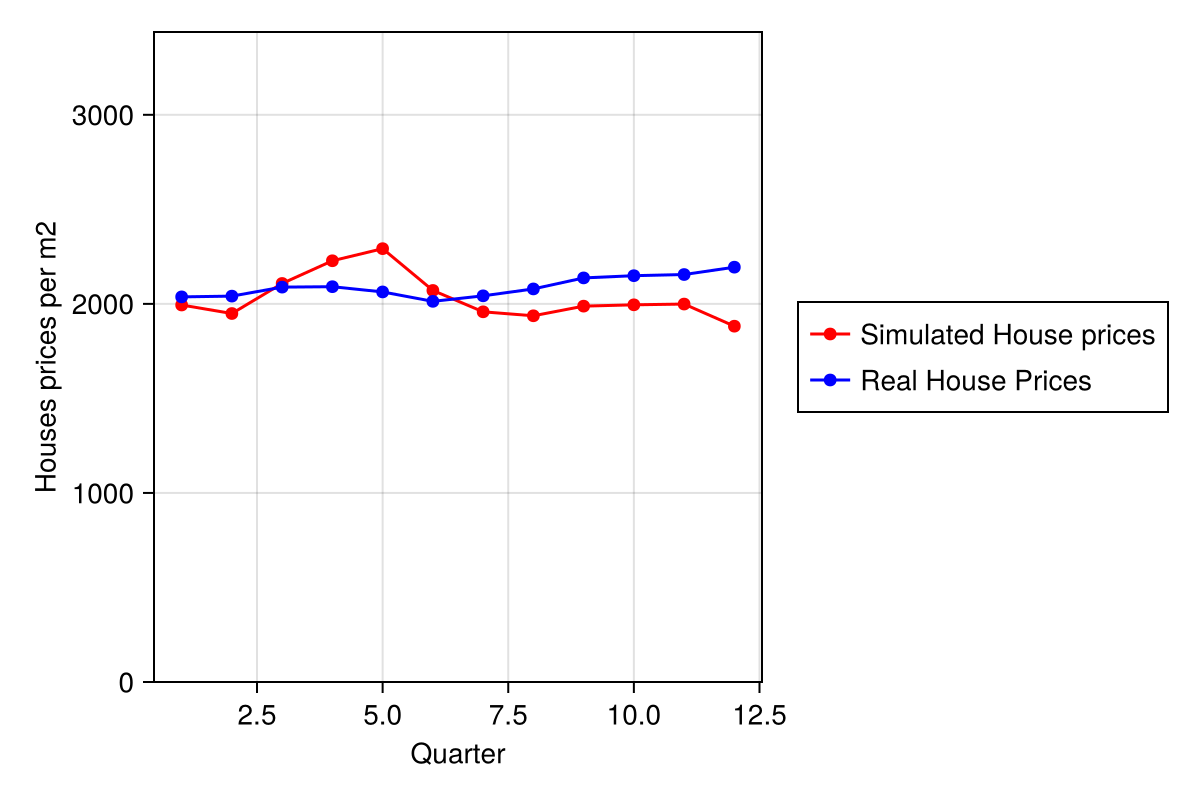 3000
2000
1000
0
Houses prices per m2
2.5 5.0 7.5 10.0 12.5
Quarter
Simulated House prices
Real House Prices